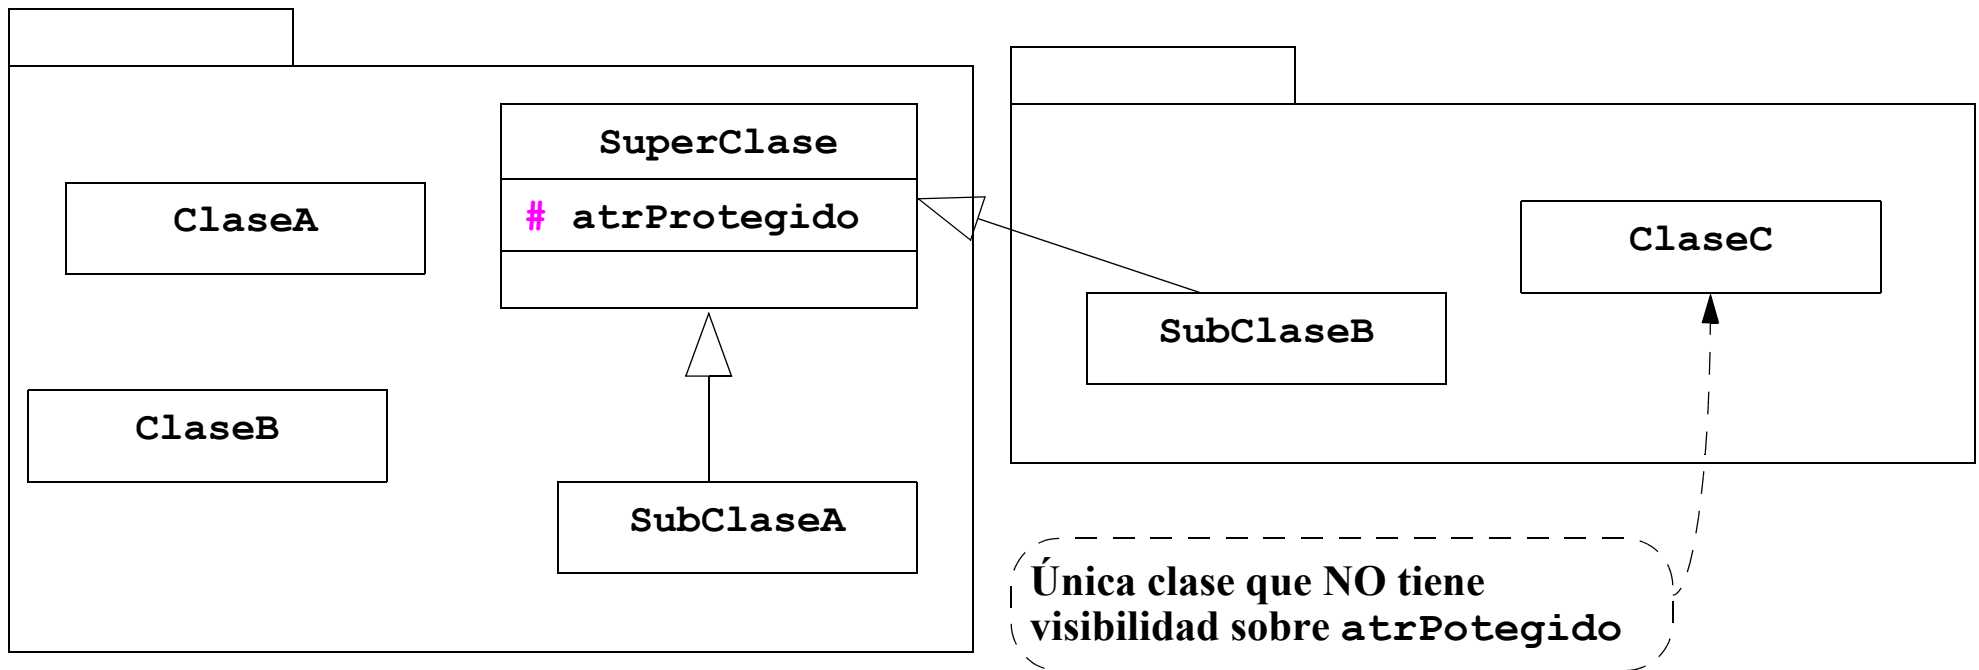 SuperClase
# atrProtegido
ClaseA
ClaseB
SubClaseA
SubClaseB
ClaseC
Única clase que NO tiene
visibilidad sobre atrPotegido